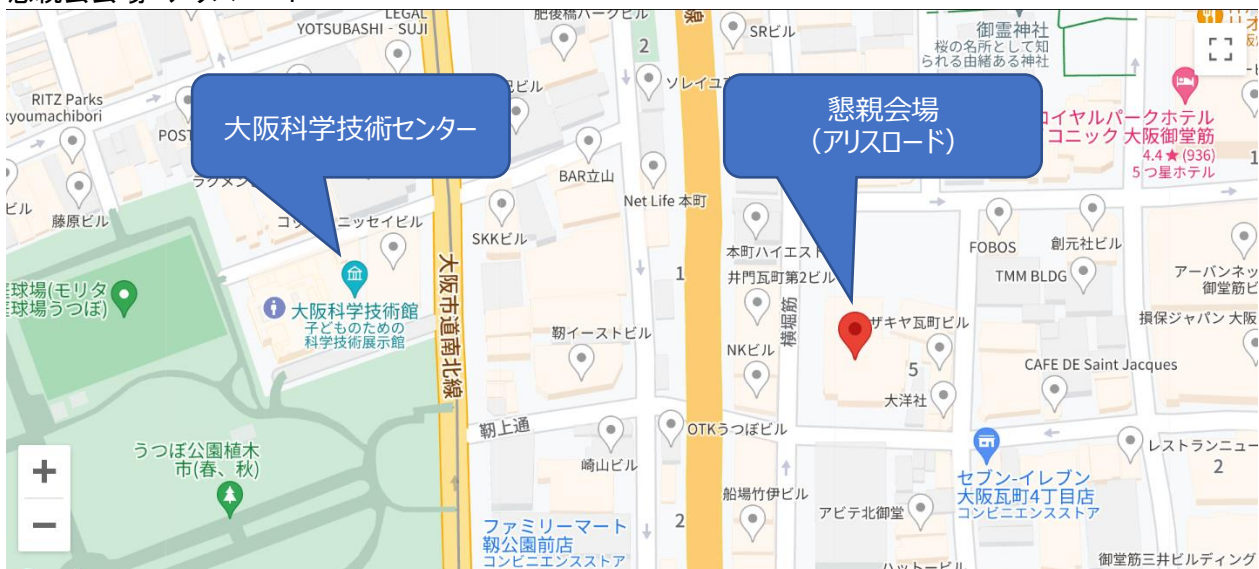 LEGAL
YOTSUBASHI - SUJI
肥後橋パークビル
2
SRビル
御霊神社
桜の名所として知
られる由緒ある神社
RITZ Parks
kyoumachibori
大阪科学技術センター
懇親会場
（アリスロード）
イヤルパークホテル
コニック 大阪御堂筋
4.4★(936)
5 つ星ホテル
1
POST
BAR立山
Net Life 本町
藤原ビル
ニッセイビル
SKKビル
本町ハイエスト
FOBOS
創元社ビル
1
井門瓦町第2ビル
TMM BLDG
アーバンネッ
御堂筋ビ
球場(モリタ
球場うつぼ)
大阪科学技術館
子どものための
科学技術展示館
大阪市道南北線
横堀筋
ザキヤ瓦町ビル
損保ジャパン 大阪
靭イーストビル
NKビル
5
CAFE DE Saint Jacques
大洋社
靭上通
OTKうつぼビル
うつぼ公園植木
市(春、秋)
崎山ビル
セブン-イレブン
大阪瓦町4丁目店
コンビニエンスストア
レストランニュー
2
船場竹伊ビル
アビテ北御堂
ファミリーマート
靱公園前店
コンビニエンスストア
2
御堂筋三井ビルディング